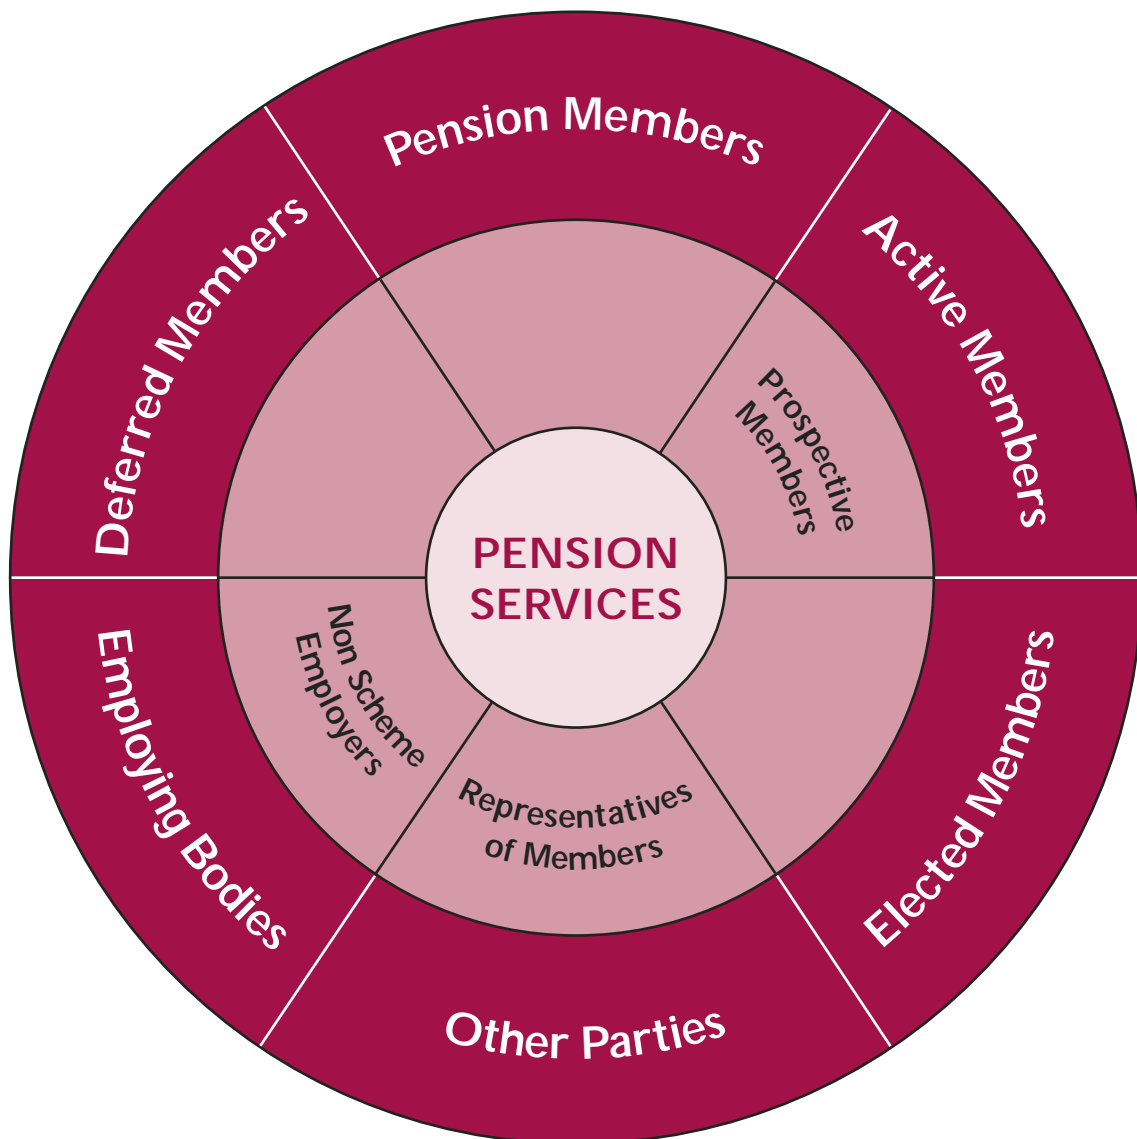 Pension Members
Active Members
Elected Members
Other Parties
Employing Bodies
Deferred Members
Prospective
Members
Representatives
of Members
Non Scheme
Employers
PENSION
SERVICES